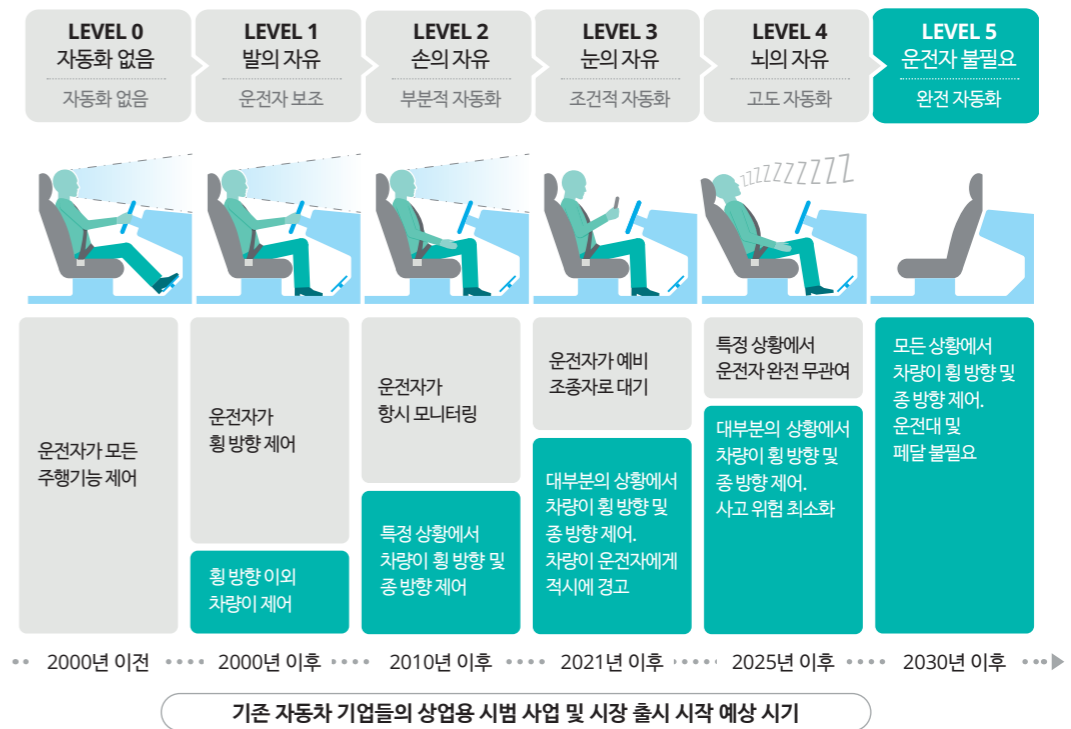 LEVEL 0
자동화 없음
자동화 없음
LEVEL 1
발의 자유
운전자 보조
LEVEL 2
손의 자유
부분적 자동화
LEVEL 3
눈의 자유
조건적 자동화
LEVEL 4
뇌의 자유
고도 자동화
LEVEL 5
운전자 불필요
완전 자동화
ZZZZZZZZZZ
운전자가 모든
주행기능 제어
운전자가
횡 방향 제어
횡 방향 이외
차량이 제어
운전자가
항시 모니터링
특정 상황에서
차량이 횡 방향 및
종 방향 제어
운전자가 예비
조종자로 대기
대부분의 상황에서
차량이 횡 방향 및
종 방향 제어.
차량이 운전자에게
적시에 경고
특정 상황에서
운전자 완전 무관여
대부분의 상황에서
차량이 횡 방향 및
종 방향 제어.
사고 위험 최소화
모든 상황에서
차량이 횡 방향 및
종 방향 제어.
운전대 및
페달 불필요
2000년 이전
2000년 이후
2010년 이후
2021년 이후
2025년 이후
2030년 이후
기존 자동차 기업들의 상업용 시범 사업 및 시장 출시 시작 예상 시기